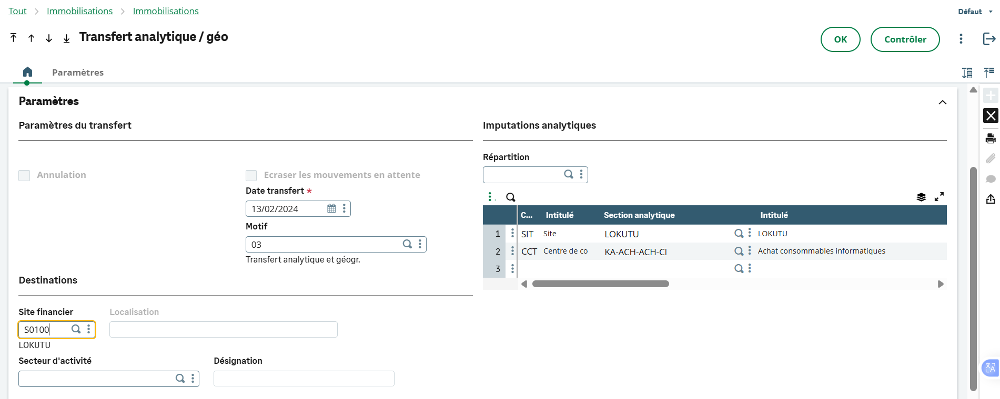 Tout > Immobilisations > Immobilisations
Défaut
Transfert analytique / géo
OK
Contrôler
Paramètres
Paramètres
Paramètres du transfert
Annulation
Ecraser les mouvements en attente
Date transfert *
13/02/2024
Motif
03
Transfert analytique et géogr.
Destinations
Site financier
Localisation
S0100
LOKUTU
Secteur d'activité
Désignation
Imputations analytiques
Répartition
C... Intitulé Section analytique Intitulé
1 SIT Site LOKUTU LOKUTU
2 CCT Centre de co KA-ACH-ACH-CI Achat consommables informatiques
3